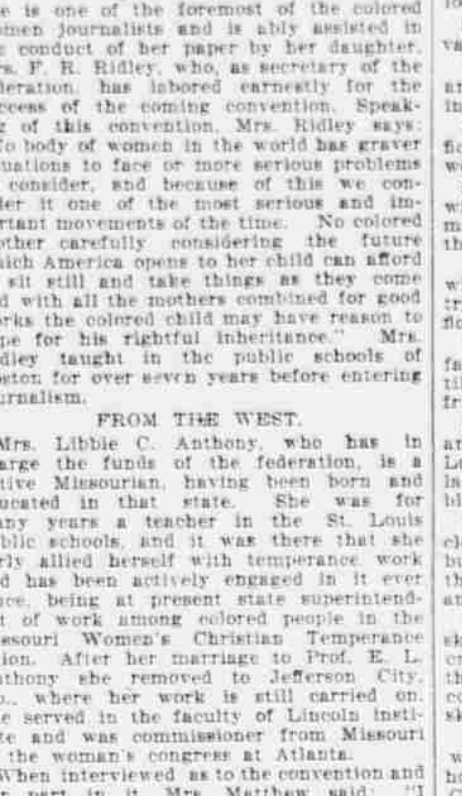 e is one of the foremost of the colored
omen journalists and is ably assisted in
e conduct of her paper by her daughter,
rs. F. R. Ridley, who, as secretary of the
deration, has labored earnestly for the
ccess of the coming convention. Speak-
g of this convention, Mrs. Ridley says:
o body of women in the world has graver
uations to face or more serious problems
consider, and because of this we con-
der it one of the most serious and im-
rtant movements of the time. No colored
other carefully considering the future
hich America opens to her child can afford
sit still and take things as they come
d with all the mothers combined for good
orks the colored child may have reason to
pe for his rightful inheritance." Mrs.
dley taught in the public schools of
oston for over seven years before entering
urnalism.
FROM THE WEST.
Mrs. Libbie C. Anthony, who has in
arge the funds of the federation, is a
tive Missourian, having been born and
ucated in that state. She was for
any years a teacher in the St. Louis
blic schools, and it was there that she
rly allied herself with temperance work
d has been actively engaged in it ever
nce, being at present state superintend-
t of work among colored people in the
ssouri Women's Christian Temperance
ion. After her marriage to Prof. E. L.
nthony she removed to Jefferson City,
o., where her work is still carried on.
e served in the faculty of Lincoln insti-
te and was commissioner from Missouri
the woman's congress at Atlanta.
When interviewed as to the convention and
r part in it Mrs. Matthew said: "I